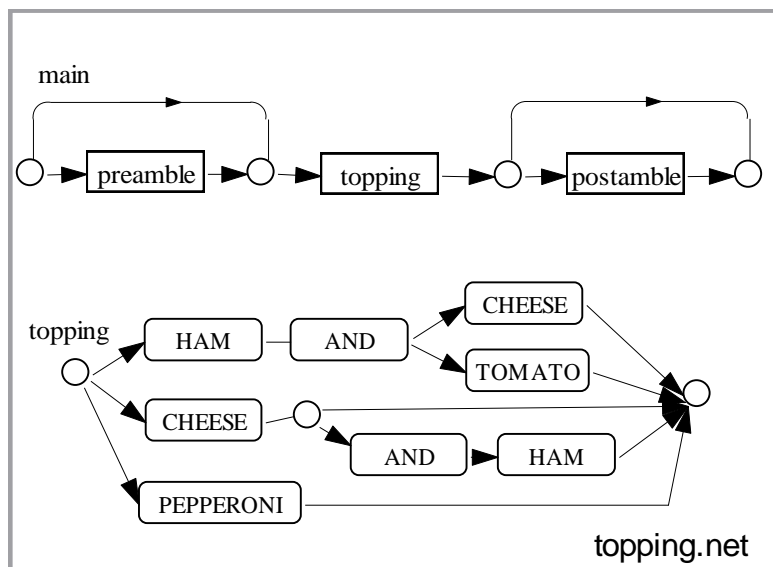 main
preamble
topping
postamble
topping
HAM
AND
CHEESE
TOMATO
CHEESE
AND
HAM
PEPPERONI
topping.net